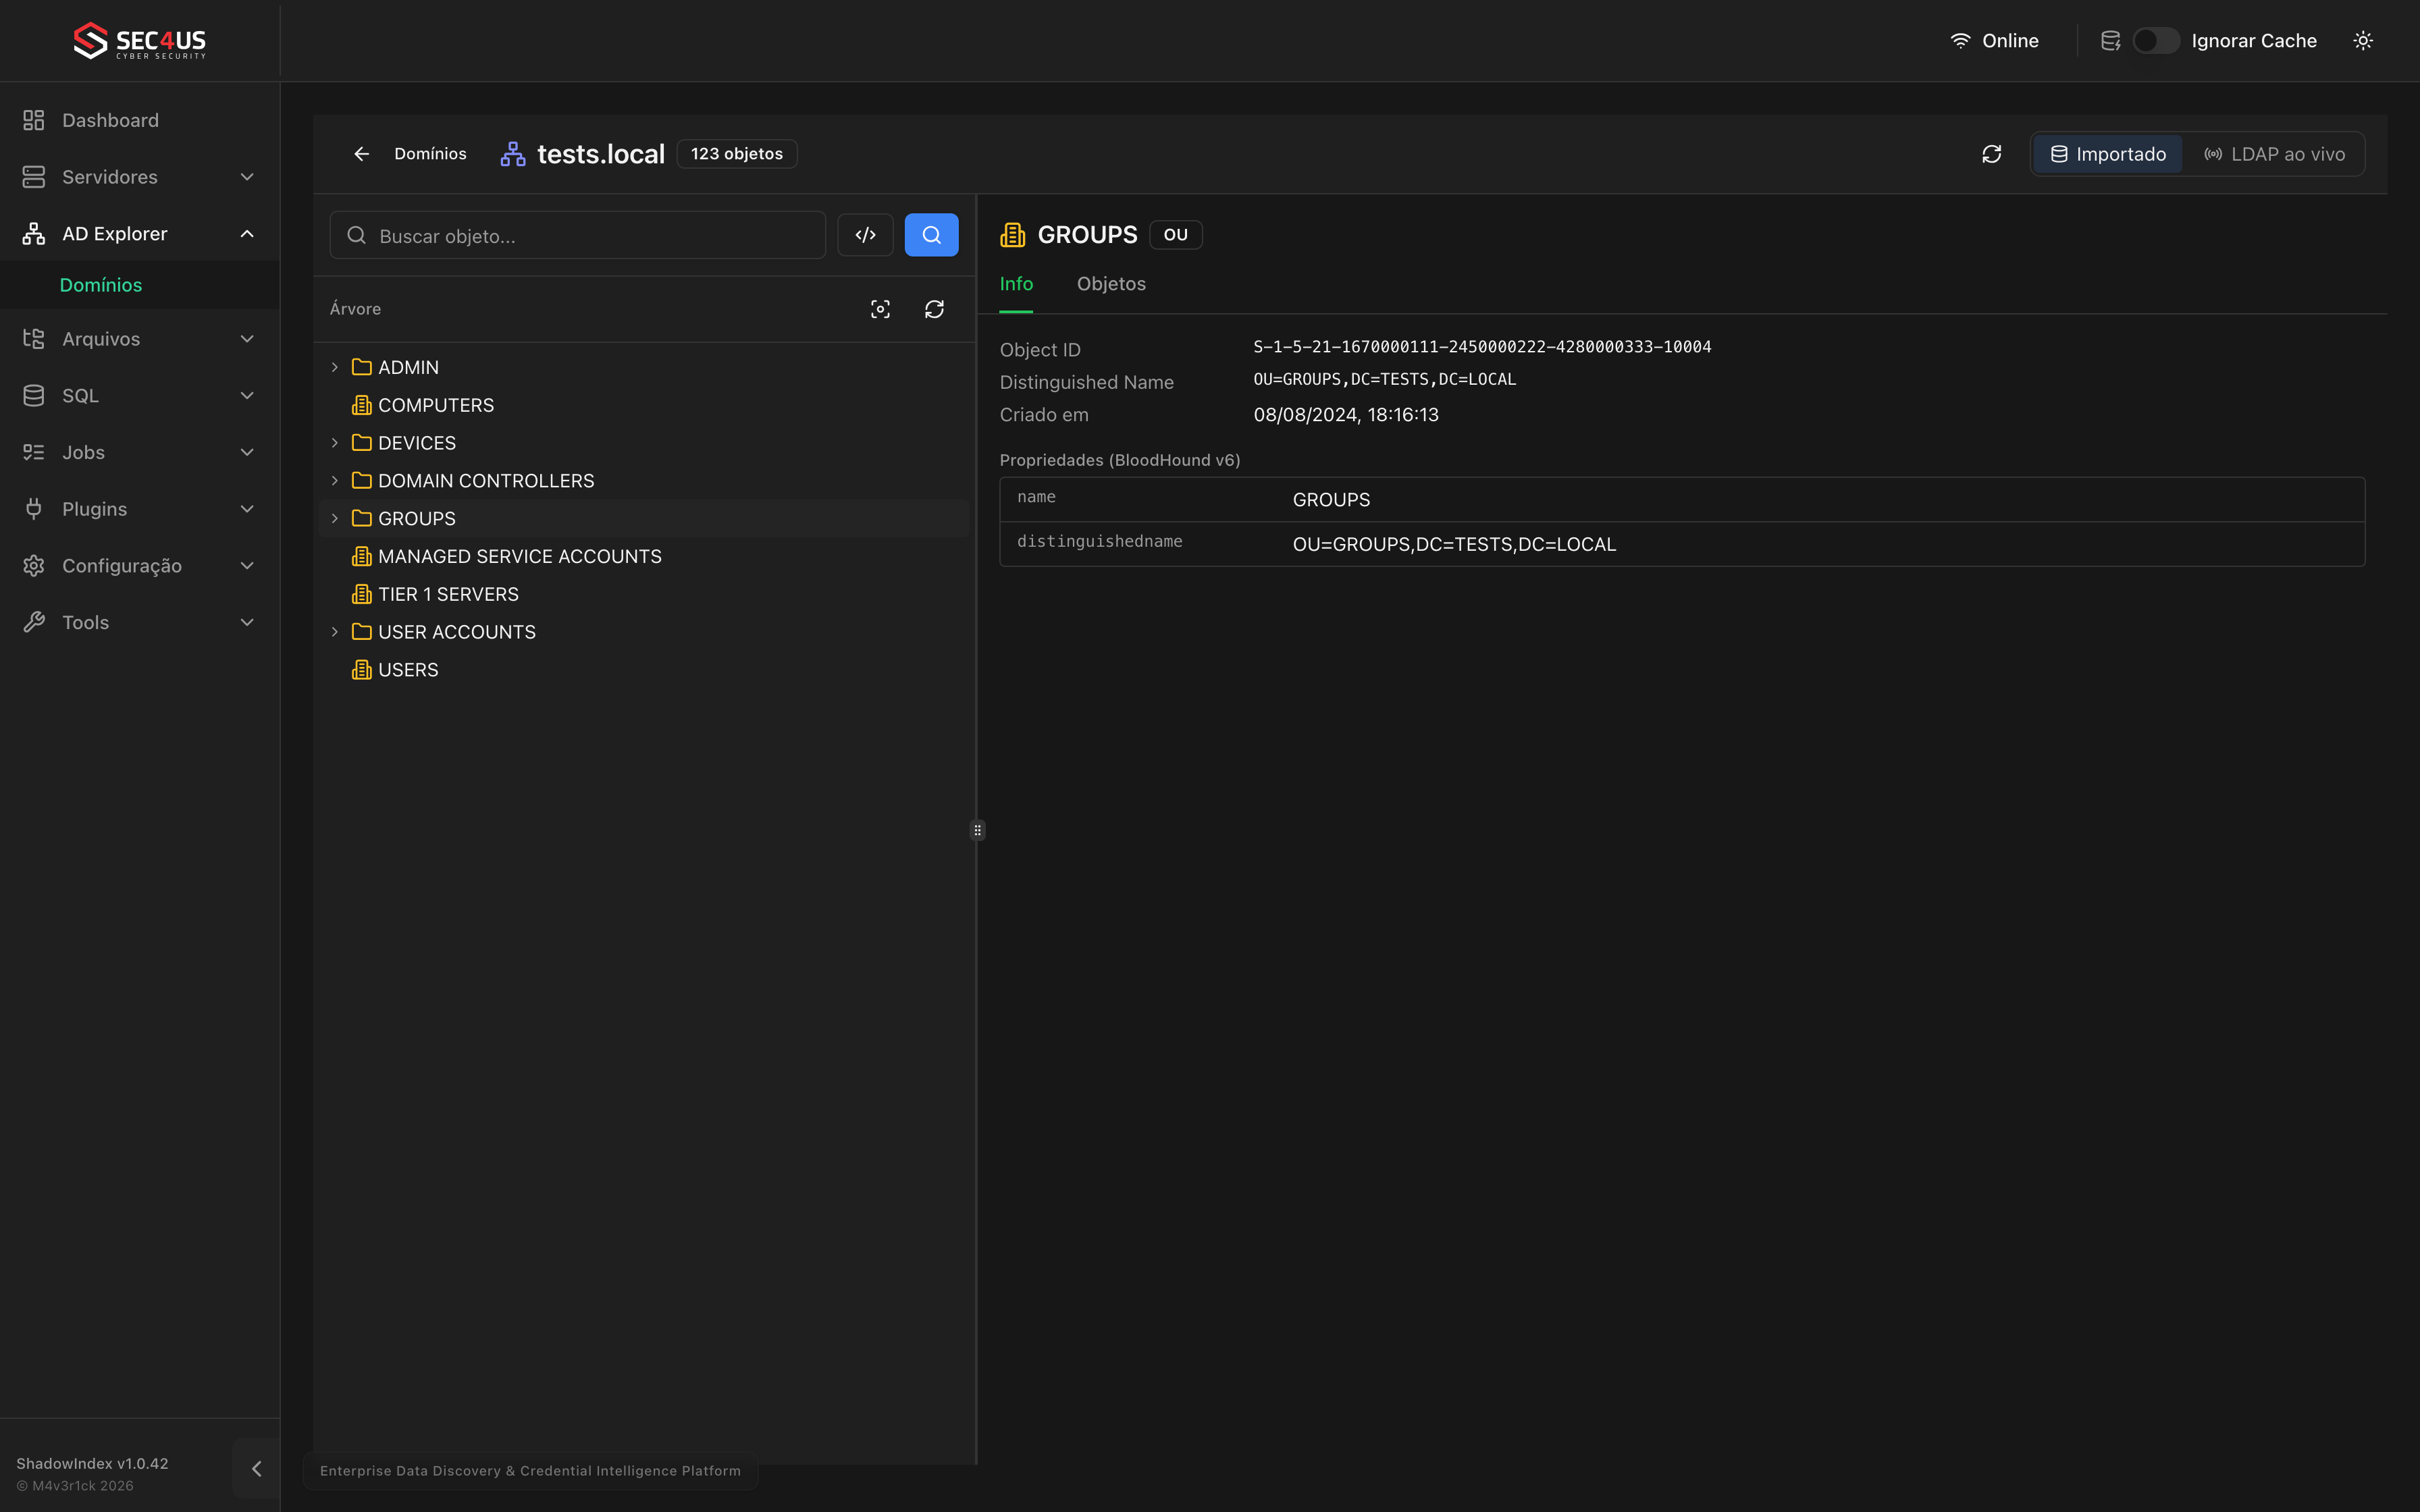 SEC4US
CYBER SECURITY
Online
Ignorar Cache
Dashboard
Servidores
AD Explorer
Domínios
Arquivos
SQL
Jobs
Plugins
Configuração
Tools
ShadowIndex v1.0.42
© M4v3r1ck 2026
Domínios
tests.local
123 objetos
Importado
LDAP ao vivo
Buscar objeto...
Árvore
ADMIN
COMPUTERS
DEVICES
DOMAIN CONTROLLERS
GROUPS
MANAGED SERVICE ACCOUNTS
TIER 1 SERVERS
USER ACCOUNTS
USERS
GROUPS OU
Info Objetos
Object ID S-1-5-21-1670000111-2450000222-4280000333-10004
Distinguished Name OU=GROUPS,DC=TESTS,DC=LOCAL
Criado em 08/08/2024, 18:16:13
Propriedades (BloodHound v6)
name GROUPS
distinguishedname OU=GROUPS,DC=TESTS,DC=LOCAL
Enterprise Data Discovery & Credential Intelligence Platform